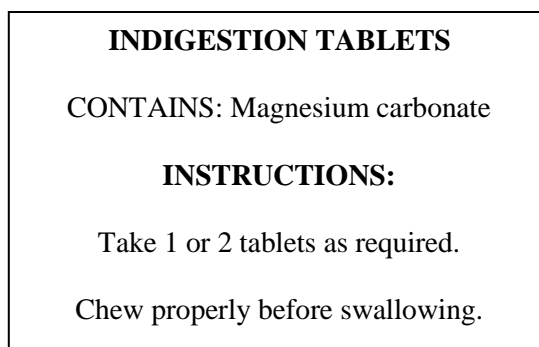 INDIGESTION TABLETS
CONTAINS: Magnesium carbonate
INSTRUCTIONS:
Take 1 or 2 tablets as required.
Chew properly before swallowing.